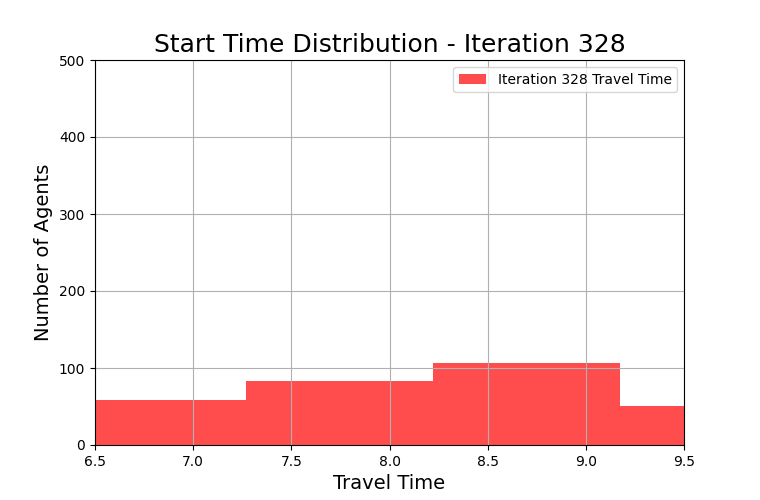 Start Time Distribution - Iteration 328
Iteration 328 Travel Time
Number of Agents
500
400
300
200
100
0
6.5 7.0 7.5 8.0 8.5 9.0 9.5
Travel Time